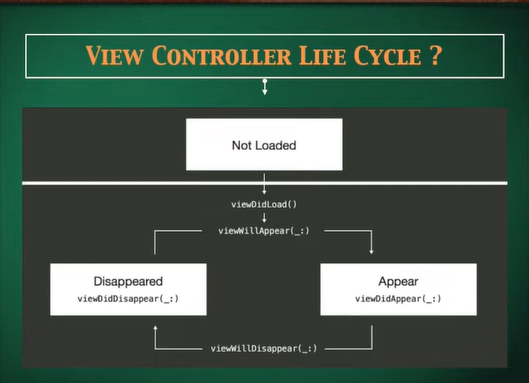 VIEW CONTROLLER LIFE CYCLE ?
Not Loaded
viewDidLoad()
viewWillAppear(_:)
Disappeared
viewDidDisappear(_:)
Appear
viewDidAppear(_:)
viewWillDisappear(_:)